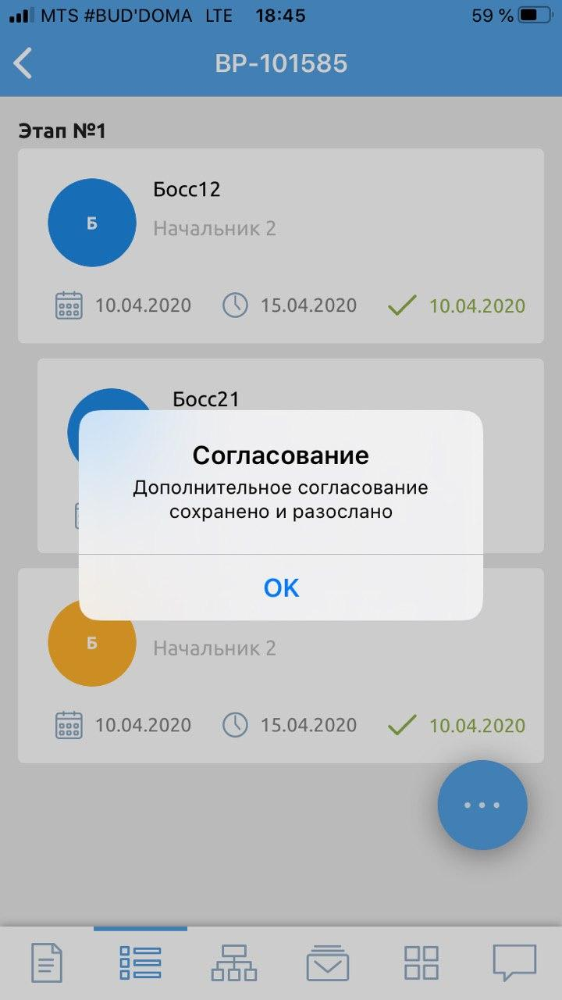 MTS #BUD'DOMA LTE 18:45 59 %
BP-101585
Этап №1
Б
Босс12
Начальник 2
10.04.2020 15.04.2020 10.04.2020
Босс21
Согласование
Дополнительное согласование
сохранено и разослано
OK
Б
Начальник 2
10.04.2020 15.04.2020 10.04.2020